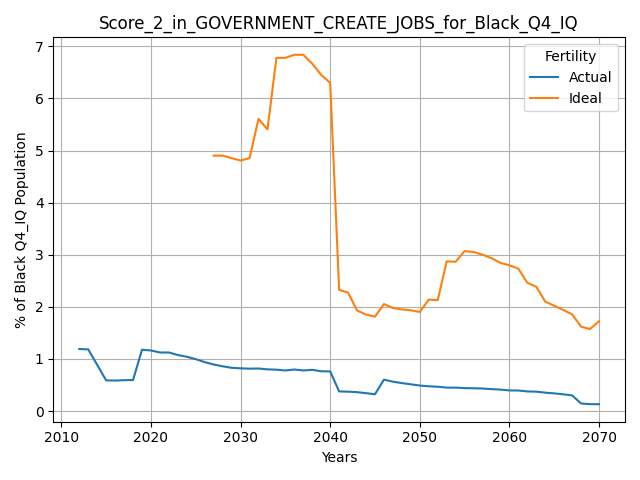 Score_2_in_GOVERNMENT_CREATE_JOBS_for_Black_Q4_IQ
Fertility
Actual
Ideal
% of Black Q4_IQ Population
7
6
5
4
3
2
1
0
2010 2020 2030 2040 2050 2060 2070
Years